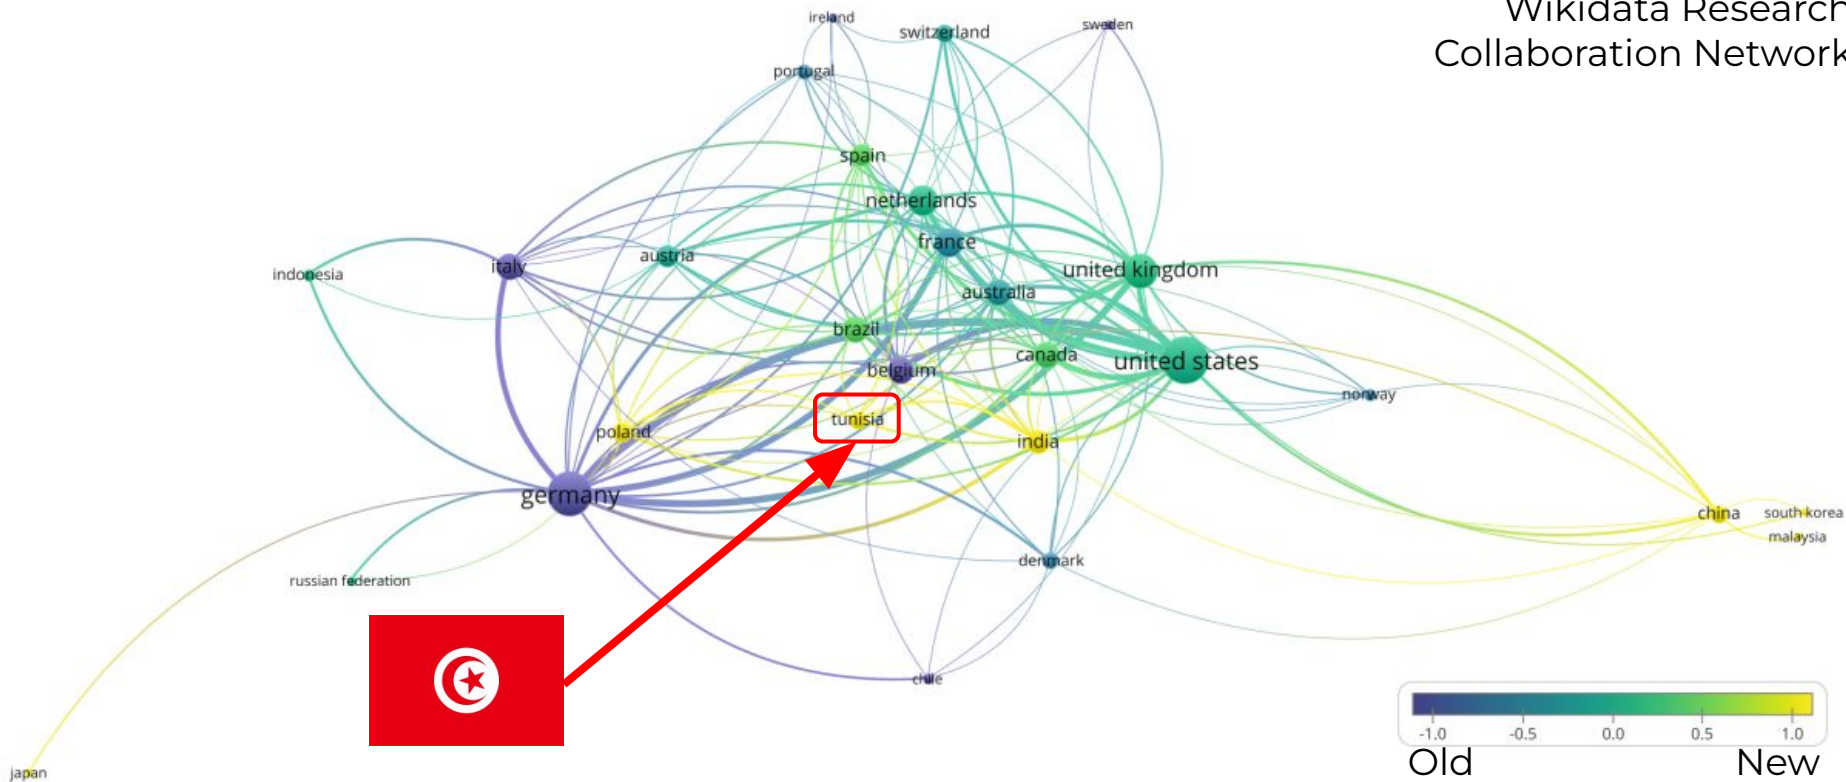 Wikidata Research
Collaboration Network
ireland
switzerland
sweden
portugal
spain
netherlands
france
austria
italy
indonesia
united kingdom
australia
brazil
canada
united states
belgium
norway
tunisia
poland
india
germany
china
south korea
malaysia
denmark
russian federation
chile
japan
-1.0 -0.5 0.0 0.5 1.0
Old New